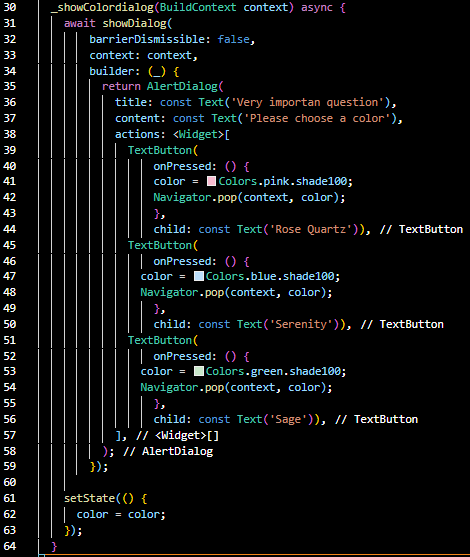 30 _showColordialog(BuildContext context) async {
31 await showDialog(
32 barrierDismissible: false,
33 context: context,
34 builder: (_) {
35 return AlertDialog(
36 title: const Text('Very importan question'),
37 content: const Text('Please choose a color'),
38 actions: <Widget>[
39 TextButton(
40 onPressed: () {
41 color = Colors.pink.shade100;
42 Navigator.pop(context, color);
43 },
44 child: const Text('Rose Quartz')), // TextButton
45 TextButton(
46 onPressed: () {
47 color = Colors.blue.shade100;
48 Navigator.pop(context, color);
49 },
50 child: const Text('Serenity')), // TextButton
51 TextButton(
52 onPressed: () {
53 color = Colors.green.shade100;
54 Navigator.pop(context, color);
55 },
56 child: const Text('Sage')), // TextButton
57 ], // <Widget>[]
58 ); // AlertDialog
59 });
60
61 setState(() {
62 color = color;
63 });
64 }